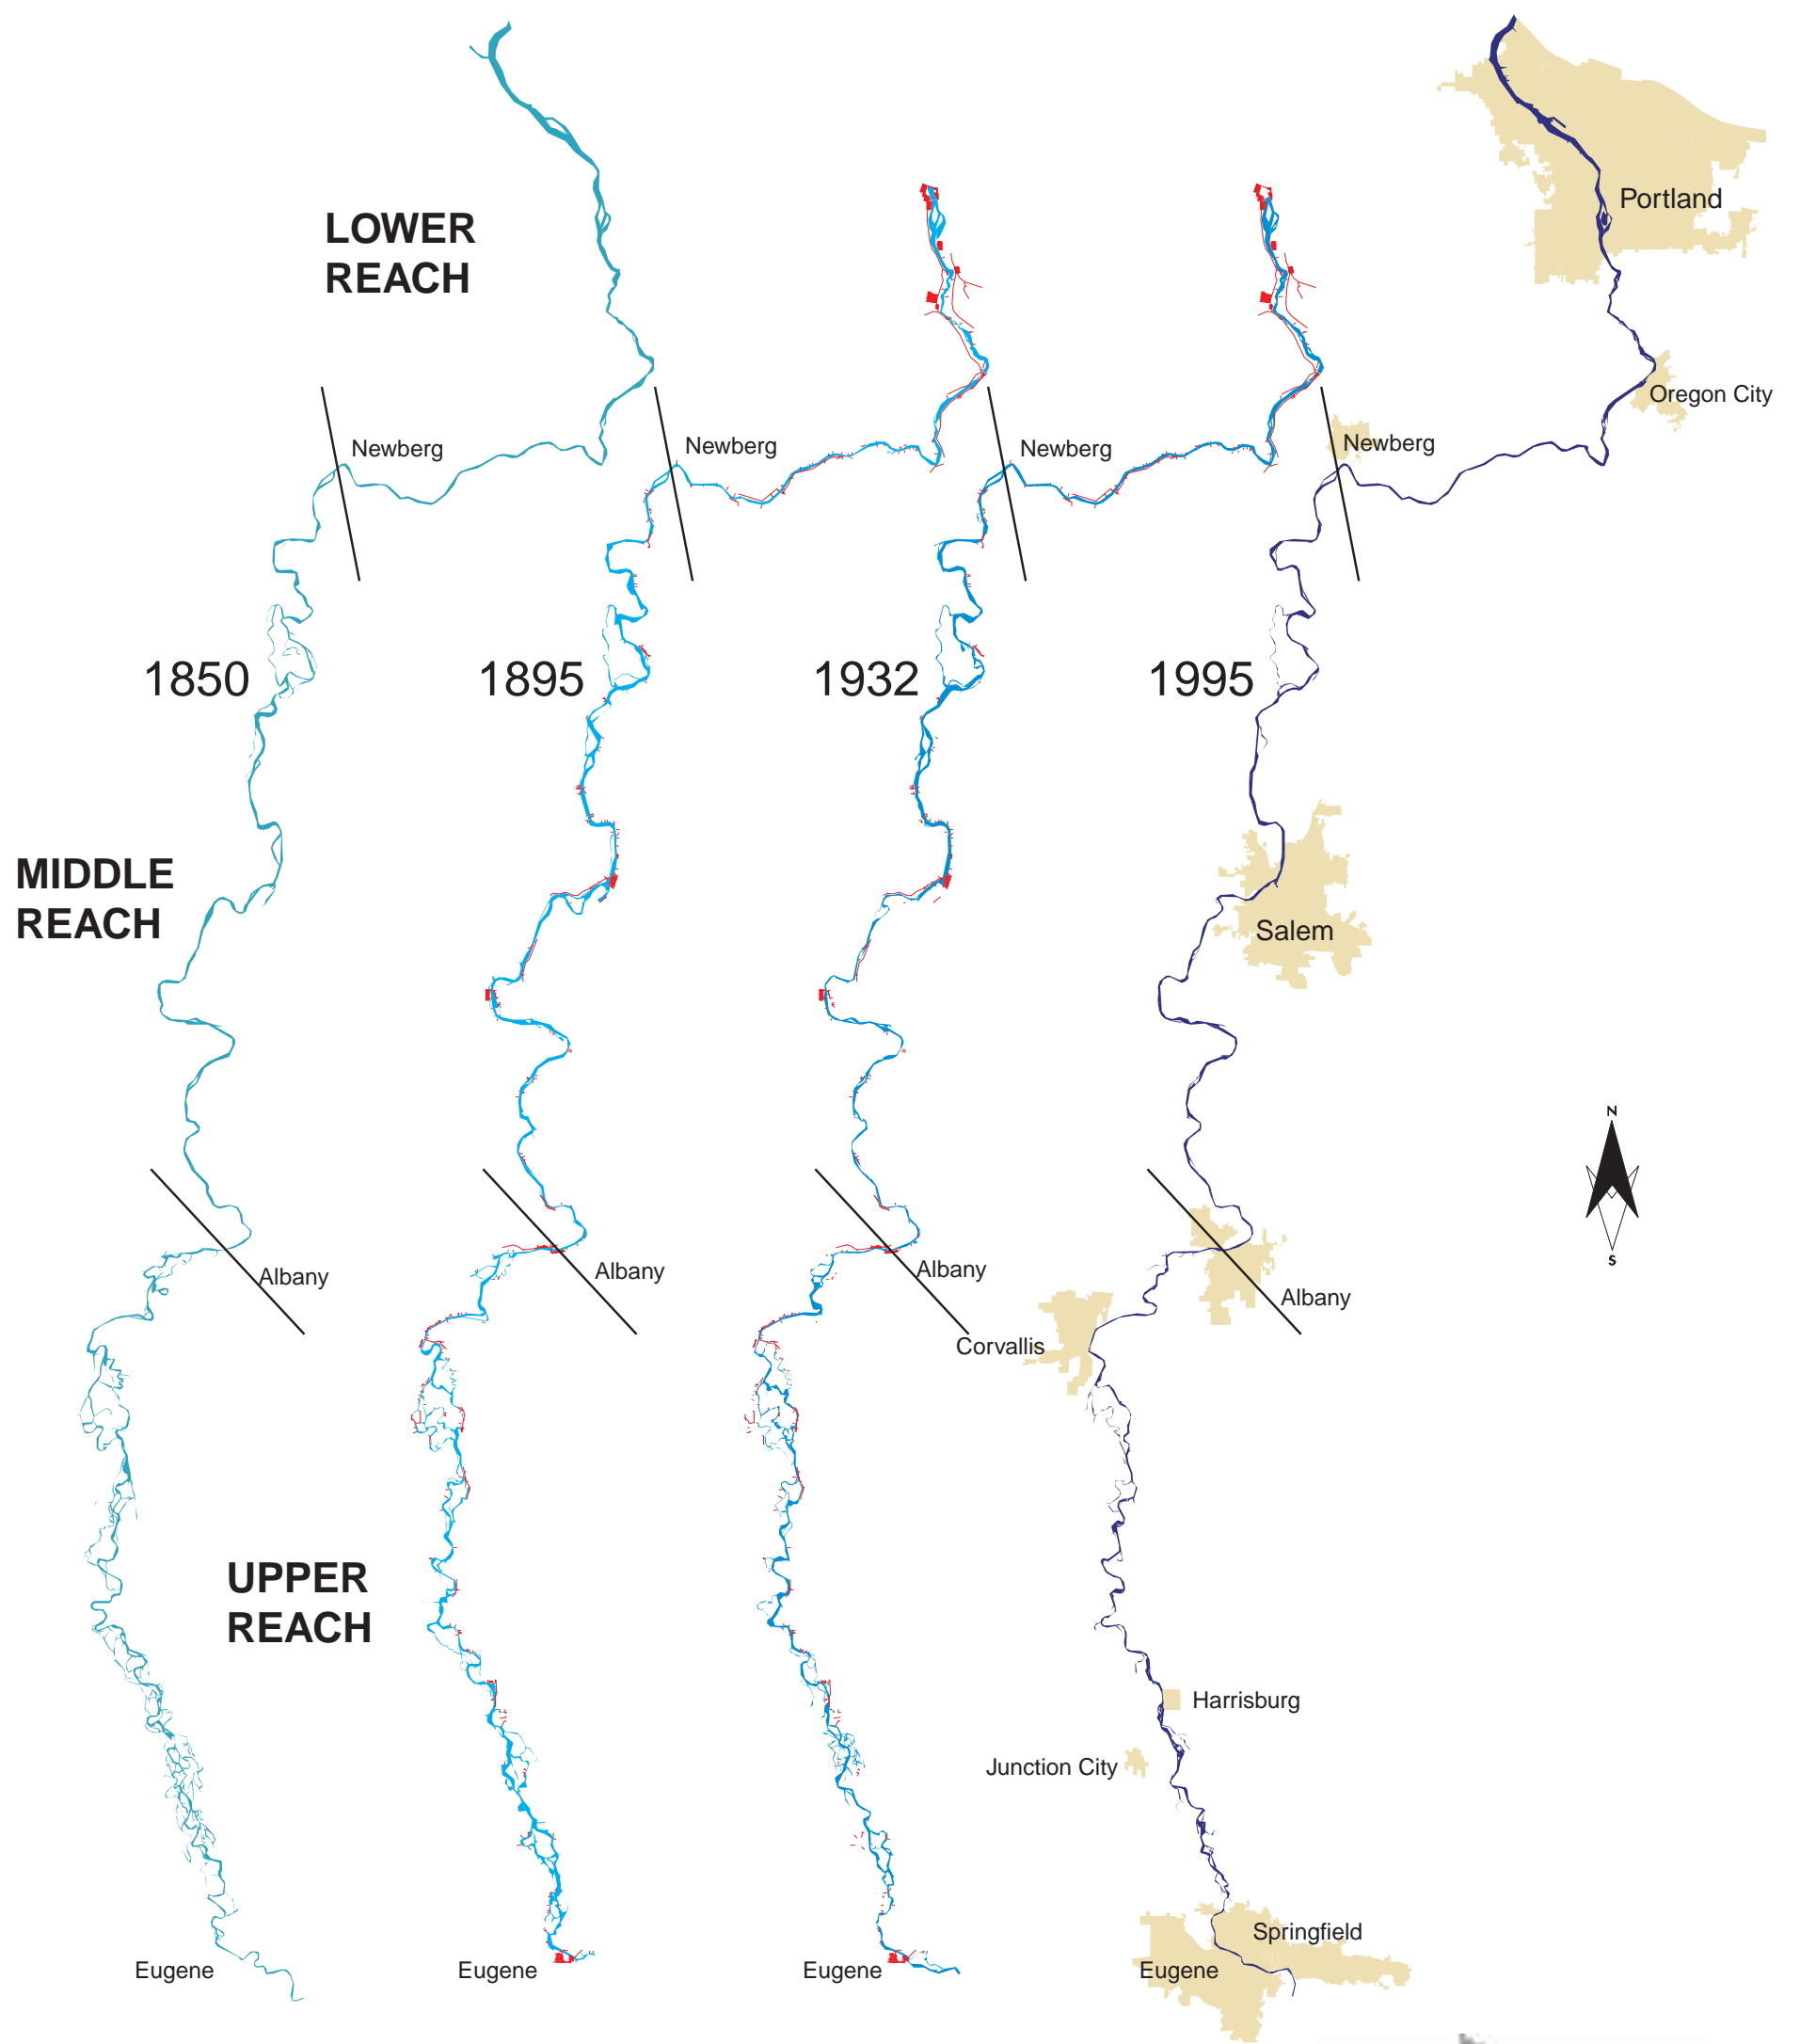 Portland
LOWER
REACH
Oregon City
Newberg
Newberg
Newberg
Newberg
1850
1895
1932
1995
MIDDLE
REACH
Salem
N
S
Albany
Albany
Albany
Albany
Corvallis
UPPER
REACH
Harrisburg
Junction City
Springfield
Eugene
Eugene
Eugene
Eugene